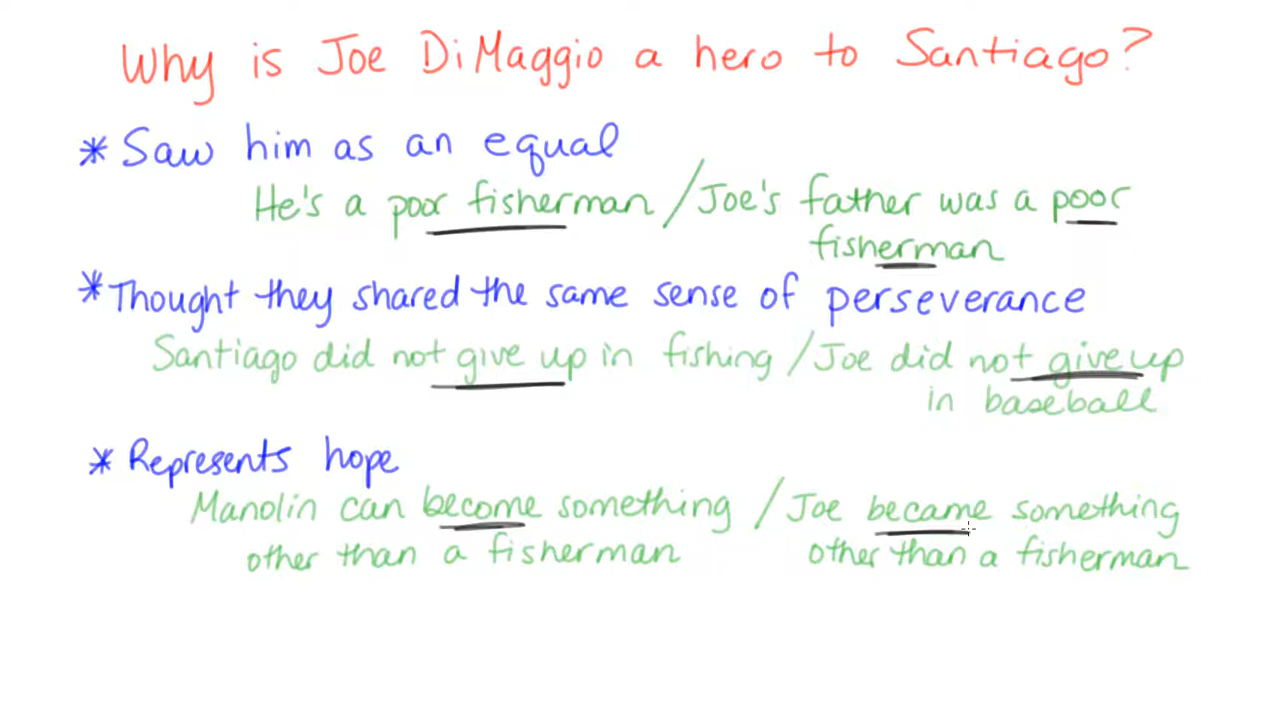 Why is Joe DiMaggio a hero to Santiago?
* Saw him as an equal
He's a poor fisherman / Joe's father was a poor
fisherman
* Thought they shared the same sense of perseverance
Santiago did not give up in fishing / Joe did not give up
in baseball
* Represents hope
Manolin can become something / Joe became something
other than a fisherman other than a fisherman